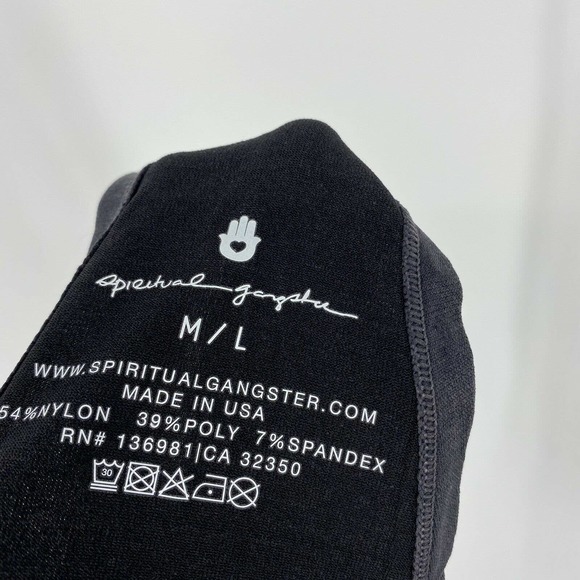 spiritual gangster
M/L
WWW.SPIRITUALGANGSTER.COM
MADE IN USA
54%NYLON 39%POLY 7%SPANDEX
RN# 136981|CA 32350
30